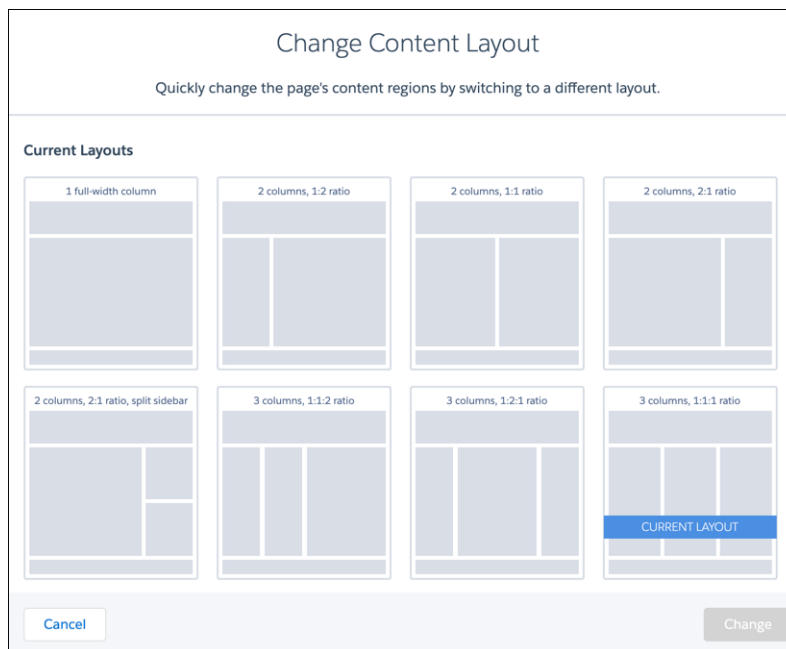 Change Content Layout
Quickly change the page's content regions by switching to a different layout.
Current Layouts
1 full-width column
2 columns, 1:2 ratio
2 columns, 1:1 ratio
2 columns, 2:1 ratio
2 columns, 2:1 ratio, split sidebar
3 columns, 1:1:2 ratio
3 columns, 1:2:1 ratio
3 columns, 1:1:1 ratio
CURRENT LAYOUT
Cancel
Change